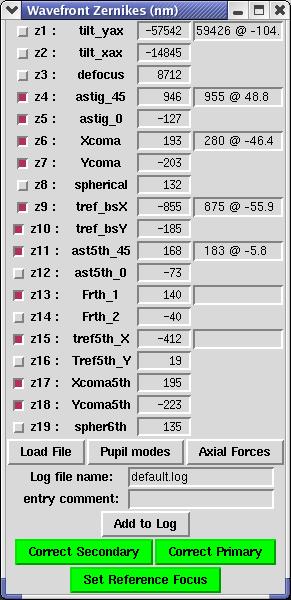 Wavefront Zernikes (nm)
z1 : tilt_yax -57542 59426 @ -104.
z2 : tilt_xax -14845
z3 : defocus 8712
z4 : astig_45 946 955 @ 48.8
z5 : astig_0 -127
z6 : Xcoma 193 280 @ -46.4
z7 : Ycoma -203
z8 : spherical 132
z9 : tref_bsX -855 875 @ -55.9
z10 : tref_bsY -185
z11 : ast5th_45 168 183 @ -5.8
z12 : ast5th_0 -73
z13 : Frth_1 140
z14 : Frth_2 -40
z15 : tref5th_X -412
z16 : Tref5th_Y 19
z17 : Xcoma5th 195
z18 : Ycoma5th -223
z19 : spher6th 135
Load File Pupil modes Axial Forces
Log file name: default.log
entry comment:
Add to Log
Correct Secondary Correct Primary
Set Reference Focus